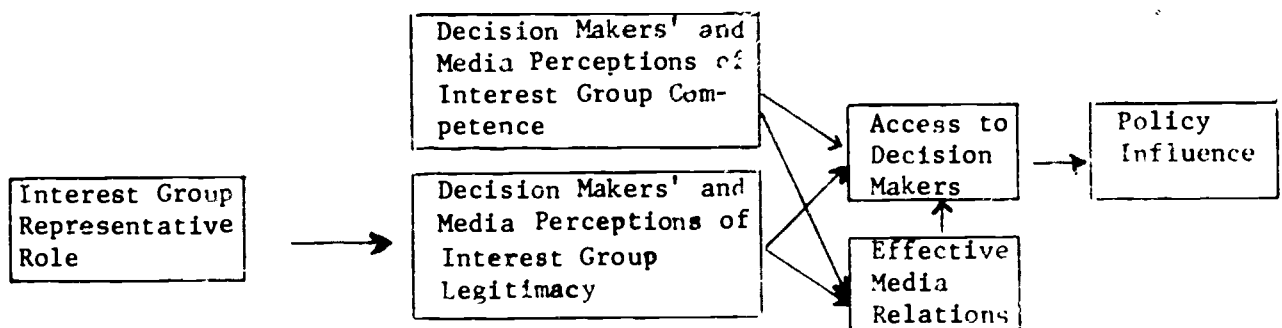 Decision Makers' and
Media Perceptions of
Interest Group Com-
petence
Interest Group
Representative
Role
Decision Makers' and
Media Perceptions of
Interest Group
Legitimacy
Access to
Decision
Makers
Effective
Media
Relations
Policy
Influence